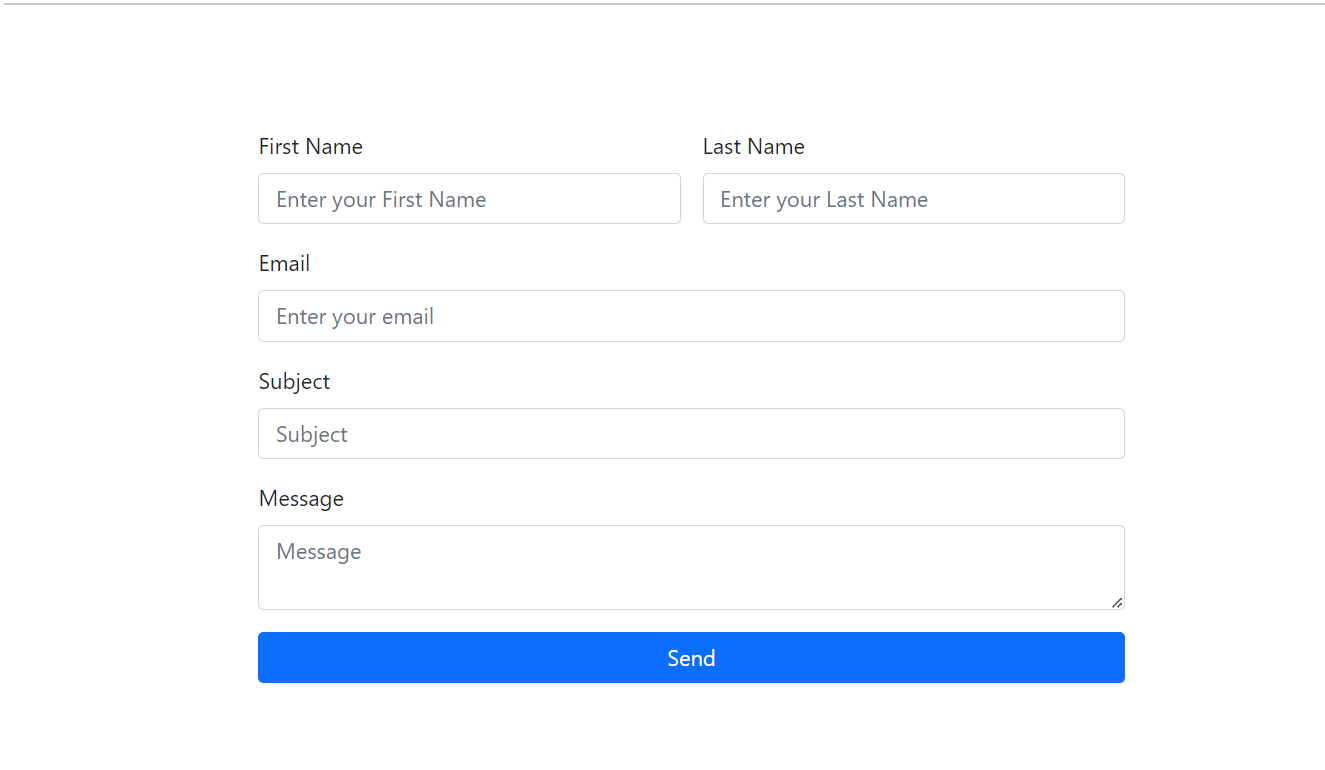 First Name Last Name
Enter your First Name Enter your Last Name
Email
Enter your email
Subject
Subject
Message
Message
Send